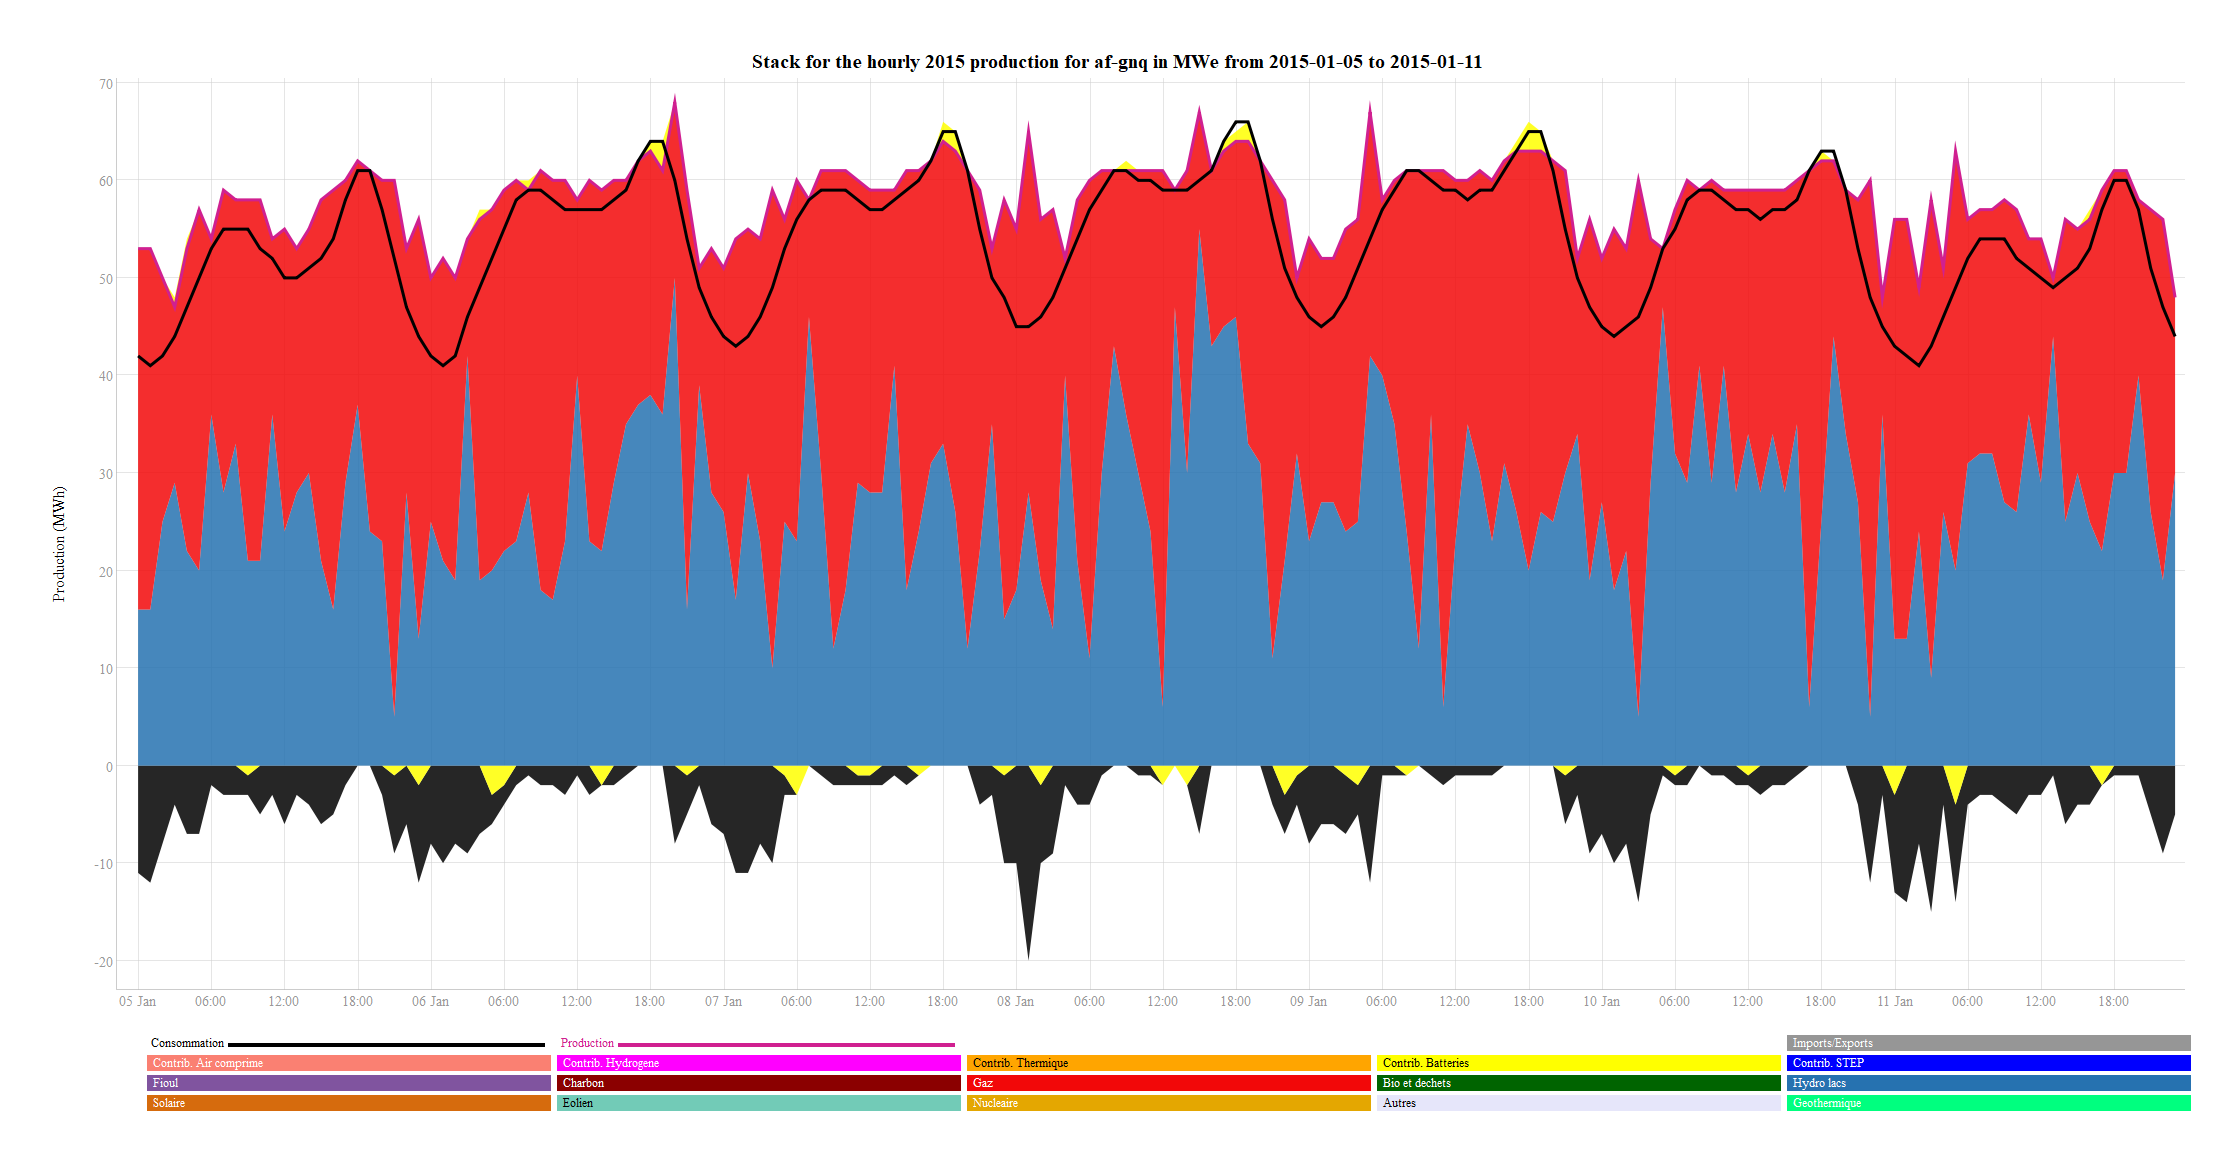 Stack for the hourly 2015 production for af-gnq in MWe from 2015-01-05 to 2015-01-11
Production (MWh)
70
60
50
40
30
20
10
0
-10
-20
05 Jan 06:00 12:00 18:00 06 Jan 06:00 12:00 18:00 07 Jan 06:00 12:00 18:00 08 Jan 06:00 12:00 18:00 09 Jan 06:00 12:00 18:00 10 Jan 06:00 12:00 18:00 11 Jan 06:00 12:00 18:00
Consommation Production Imports/Exports
Contrib. Air comprime Contrib. Hydrogene Contrib. Thermique Contrib. Batteries Contrib. STEP
Fioul Charbon Gaz Bio et dechets Hydro lacs
Solaire Eolien Nucleaire Autres Geothermique